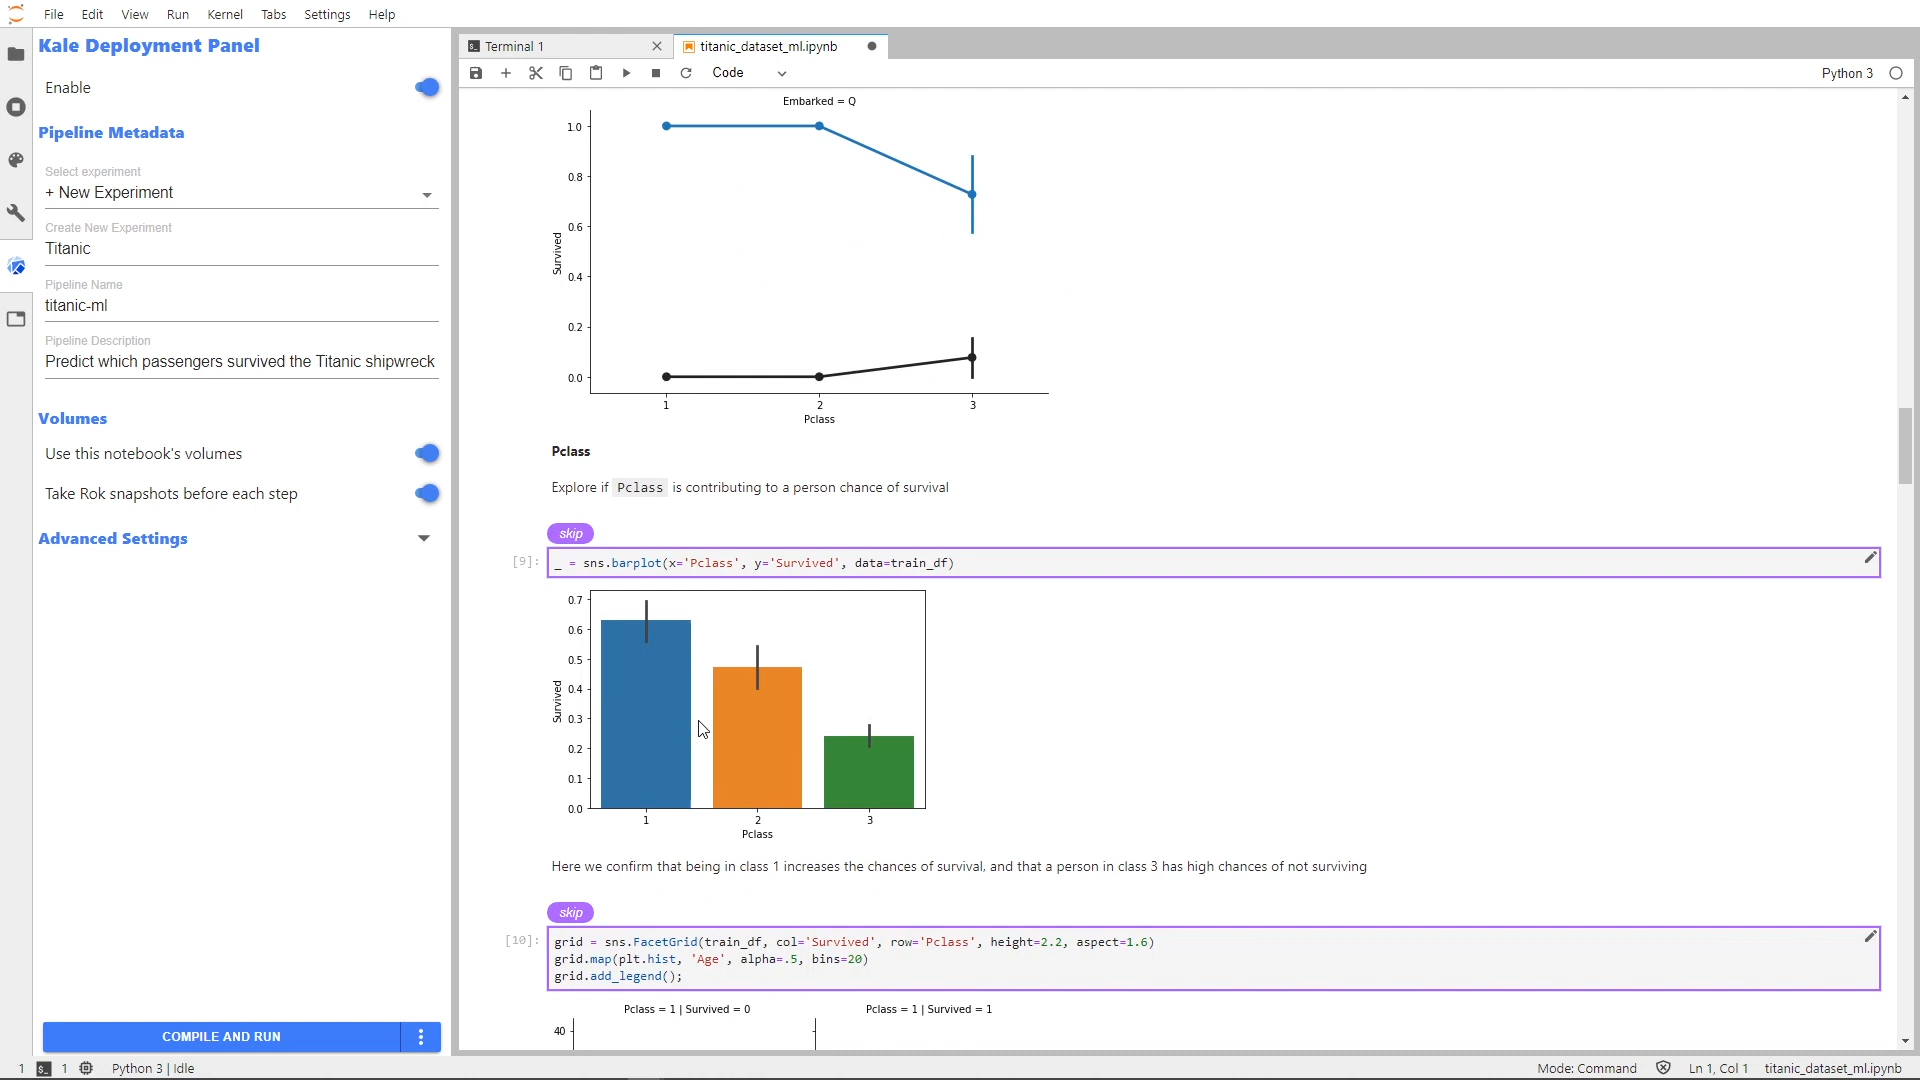 File Edit View Run Kernel Tabs Settings Help
Kale Deployment Panel
Enable
Pipeline Metadata
Select experiment
+ New Experiment
Create New Experiment
Titanic
Pipeline Name
titanic-ml
Pipeline Description
Predict which passengers survived the Titanic shipwreck
Volumes
Use this notebook's volumes
Take Rok snapshots before each step
Advanced Settings
COMPILE AND RUN
Terminal 1
titanic_dataset_ml.ipynb
Code
Python 3
Embarked = Q
1.0
0.8
0.6
0.4
0.2
0.0
Survived
1 2 3
Pclass
Pclass
Explore if Pclass is contributing to a person chance of survival
skip
[9]:
_ = sns.barplot(x='Pclass', y='Survived', data=train_df)
0.7
0.6
0.5
0.4
0.3
0.2
0.1
0.0
Survived
1 2 3
Pclass
Here we confirm that being in class 1 increases the chances of survival, and that a person in class 3 has high chances of not surviving
skip
[10]:
grid = sns.FacetGrid(train_df, col='Survived', row='Pclass', height=2.2, aspect=1.6)
grid.map(plt.hist, 'Age', alpha=.5, bins=20)
grid.add_legend();
Pclass = 1 | Survived = 0
Pclass = 1 | Survived = 1
40
1 1 Python 3 | Idle
Mode: Command Ln 1, Col 1 titanic_dataset_ml.ipynb